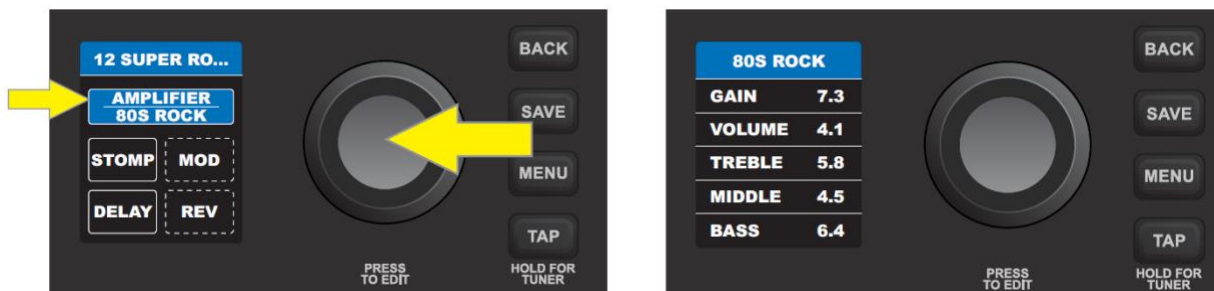 12 SUPER RO...
AMPLIFIER
80S ROCK
STOMP MOD
DELAY REV
PRESS
TO EDIT
BACK
SAVE
MENU
TAP
HOLD FOR
TUNER
80S ROCK
GAIN 7.3
VOLUME 4.1
TREBLE 5.8
MIDDLE 4.5
BASS 6.4
PRESS
TO EDIT
BACK
SAVE
MENU
TAP
HOLD FOR
TUNER